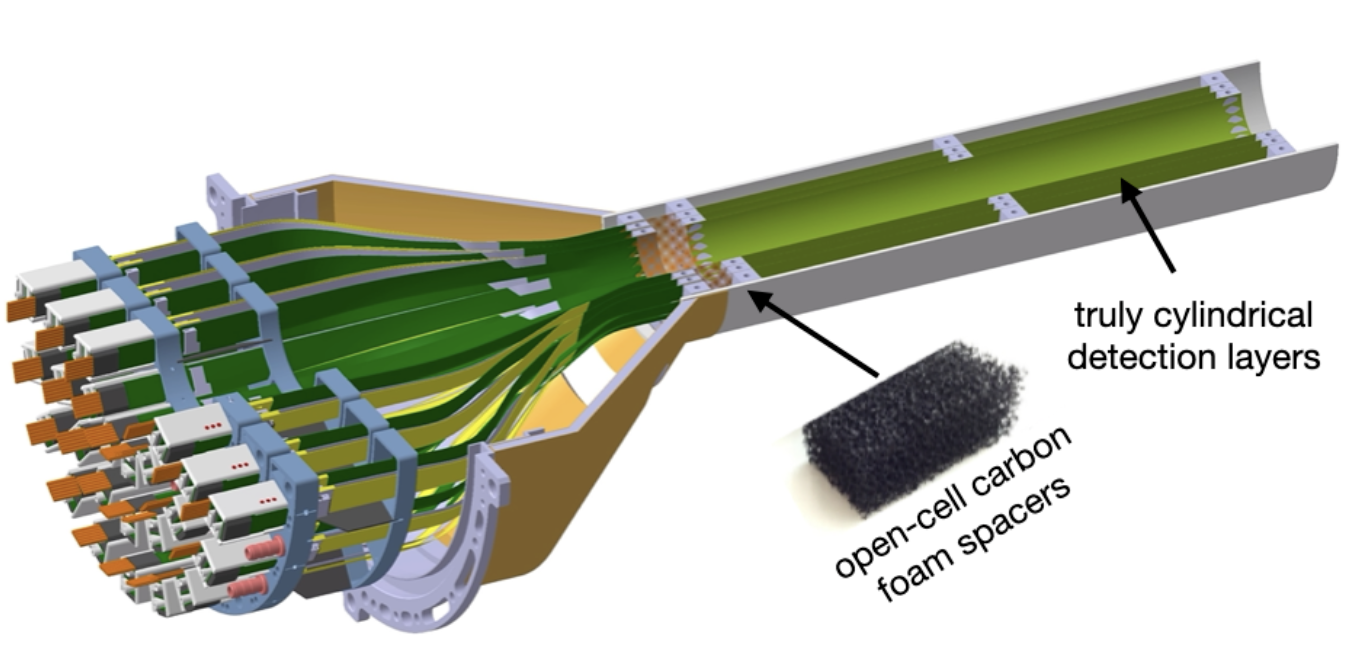 truly cylindrical
detection layers
open-cell carbon
foam spacers